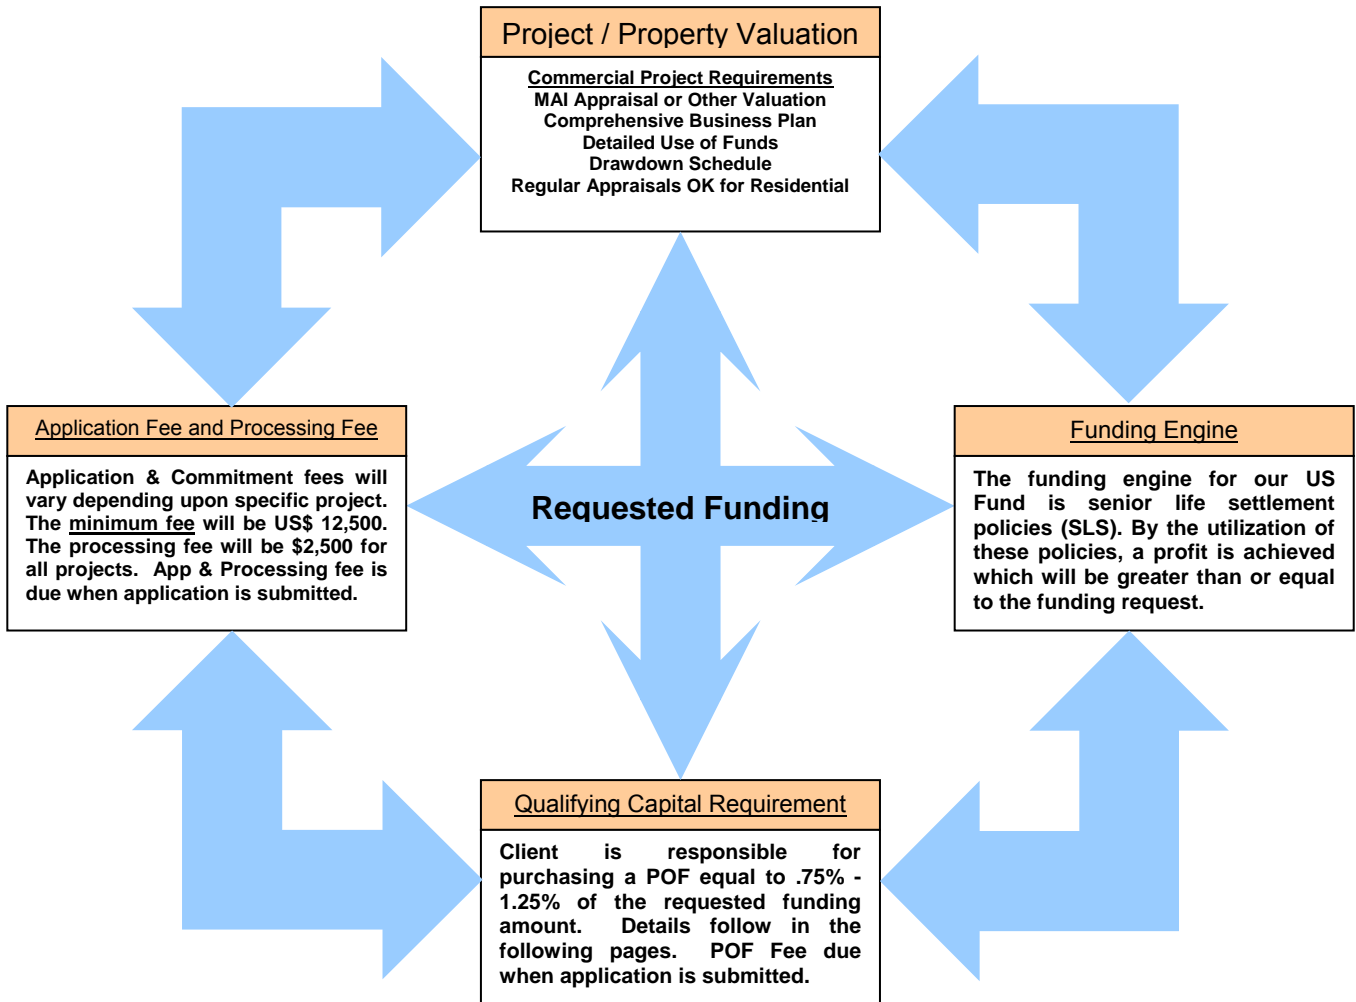 Project / Property Valuation
Commercial Project Requirements
MAI Appraisal or Other Valuation
Comprehensive Business Plan
Detailed Use of Funds
Drawdown Schedule
Regular Appraisals OK for Residential
Application Fee and Processing Fee
Application & Commitment fees will
vary depending upon specific project.
The minimum fee will be US$ 12,500.
The processing fee will be $2,500 for
all projects. App & Processing fee is
due when application is submitted.
Requested Funding
Funding Engine
The funding engine for our US
Fund is senior life settlement
policies (SLS). By the utilization of
these policies, a profit is achieved
which will be greater than or equal
to the funding request.
Qualifying Capital Requirement
Client is responsible for
purchasing a POF equal to .75% -
1.25% of the requested funding
amount. Details follow in the
following pages. POF Fee due
when application is submitted.